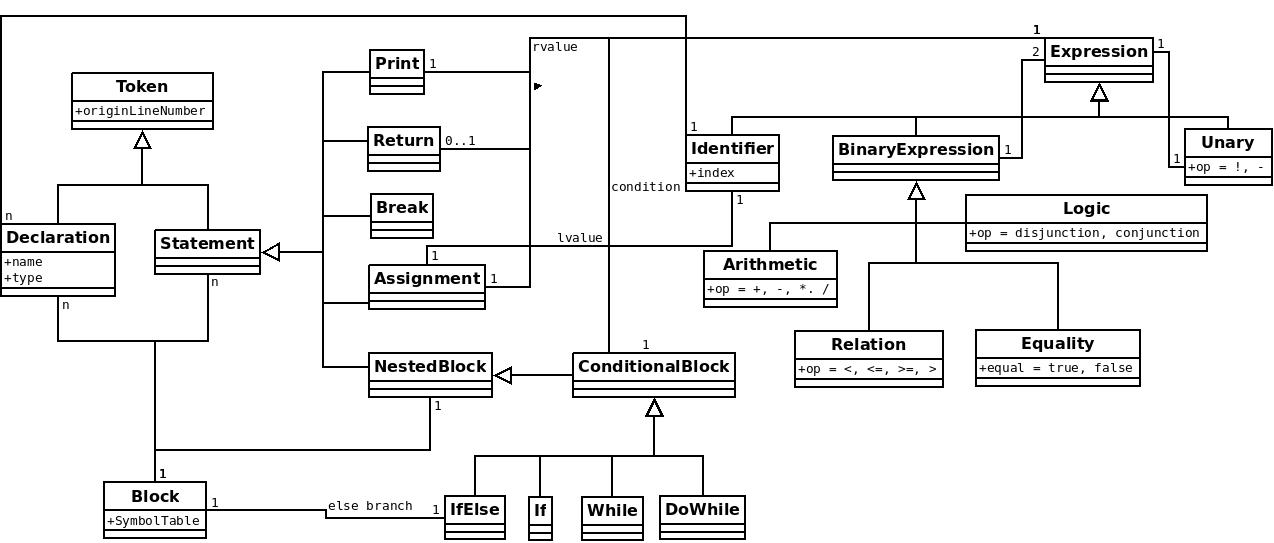 1
rvalue
2
Expression
1
Print
1
Token
+originLineNumber
Return
0..1
1
Identifier
+index
1
BinaryExpression
1
1
Unary
+op = !, -
condition
Break
n
Declaration
+name
+type
n
Statement
n
Logic
+op = disjunction, conjunction
lvalue
1
Assignment
1
Arithmetic
+op = +, -, *. /
1
NestedBlock
1
ConditionalBlock
Relation
+op = <, <=, >=, >
Equality
+equal = true, false
1
Block
+SymbolTable
1
else branch
1
IfElse
If
While
DoWhile